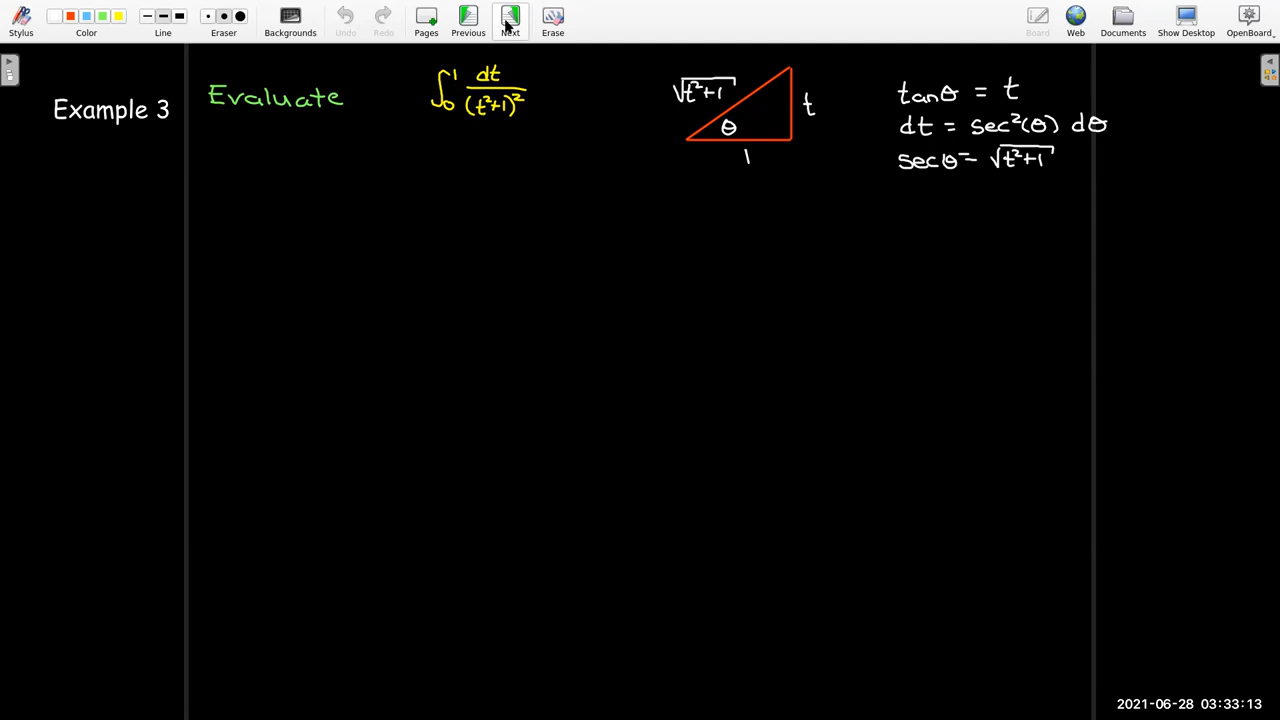 Stylus
Color
Line
Eraser
Backgrounds
Undo
Redo
Pages
Previous
Next
Erase
Board
Web
Documents
Show Desktop
OpenBoard
Example 3
Evaluate ∫₀¹ dt/(t²+1)²
√(t²+1)
θ
t
1
tanθ = t
dt = sec²(θ) dθ
secθ = √(t²+1)
2021-06-28 03:33:13